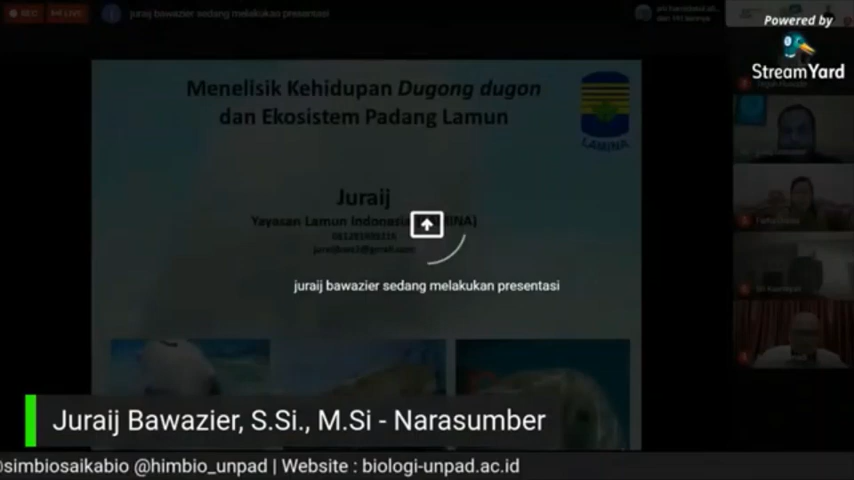 REC LIVE juraij bawazier sedang melakukan presentasi
Powered by
StreamYard
Menelisik Kehidupan Dugong dugon
dan Ekosistem Padang Lamun
LAMINA
Juraij
Yayasan Lamun Indonesia
juraij bawazier sedang melakukan presentasi
Juraij Bawazier, S.Si., M.Si - Narasumber
@simbiosaikabio @himbio_unpad | Website : biologi-unpad.ac.id